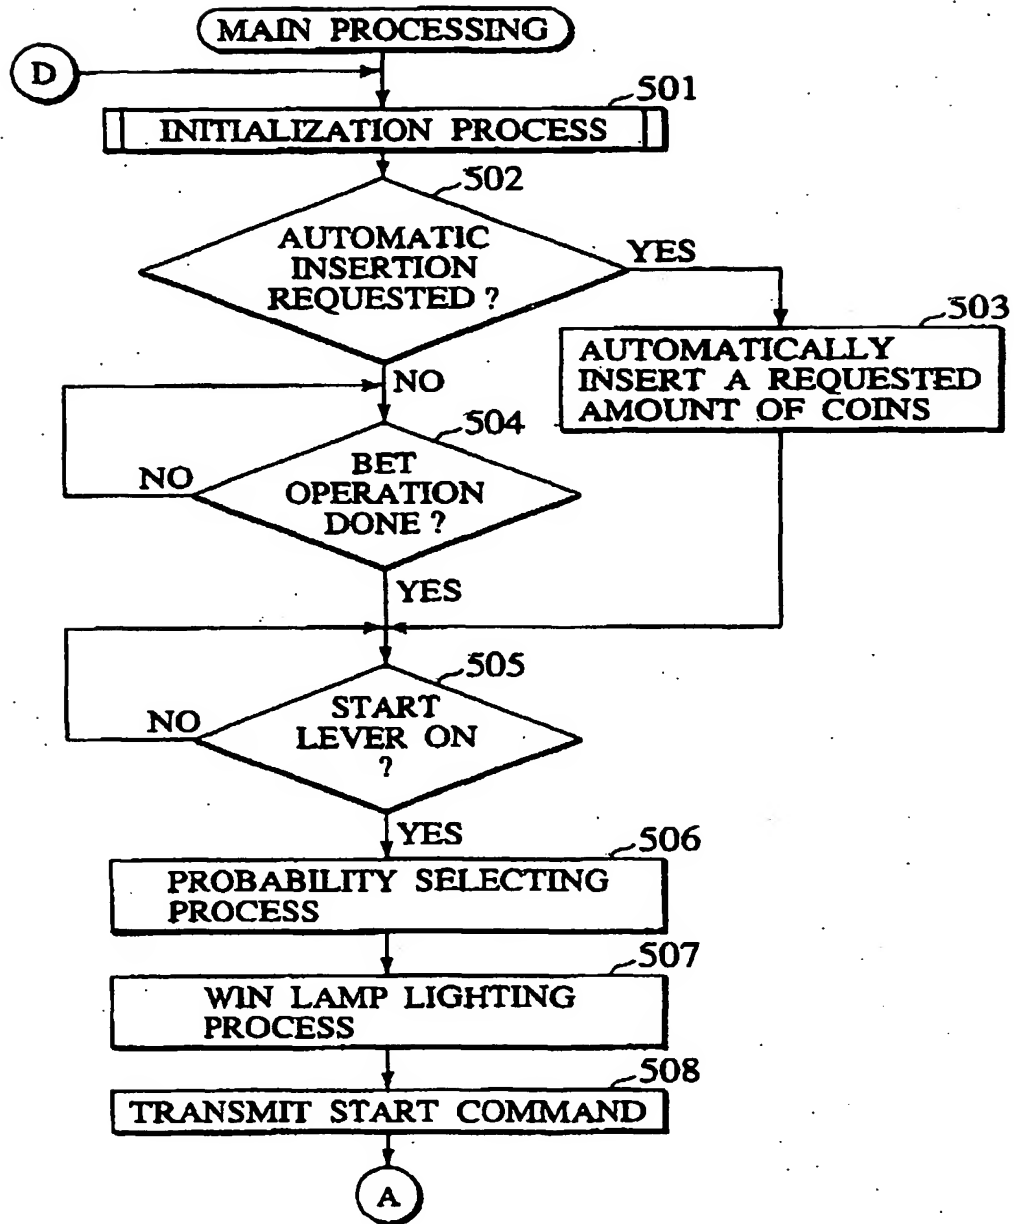 MAIN PROCESSING
D
501
INITIALIZATION PROCESS
502
AUTOMATIC
INSERTION
REQUESTED ?
YES
503
AUTOMATICALLY
INSERT A REQUESTED
AMOUNT OF COINS
NO
504
BET
OPERATION
DONE ?
NO
YES
505
START
LEVER ON
?
NO
YES
506
PROBABILITY SELECTING
PROCESS
507
WIN LAMP LIGHTING
PROCESS
508
TRANSMIT START COMMAND
A